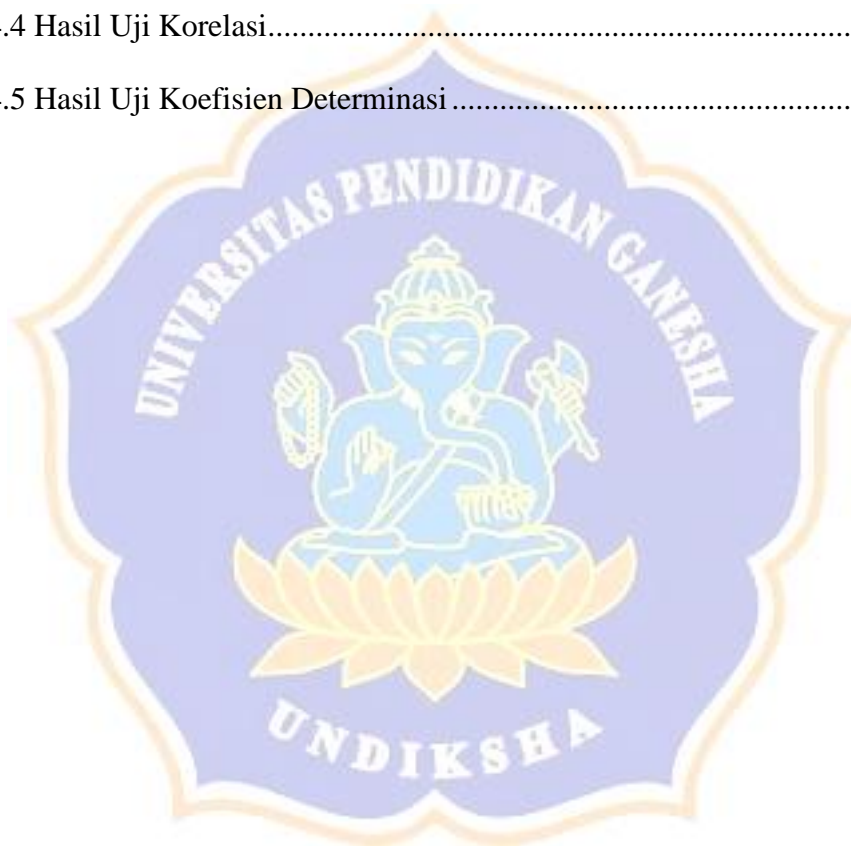 .4 Hasil Uji Korelasi.........................................................................
.5 Hasil Uji Koefisien Determinasi..................................................
UNIVERSITAS PENDIDIKAN GANESHA
UNDIKSHA